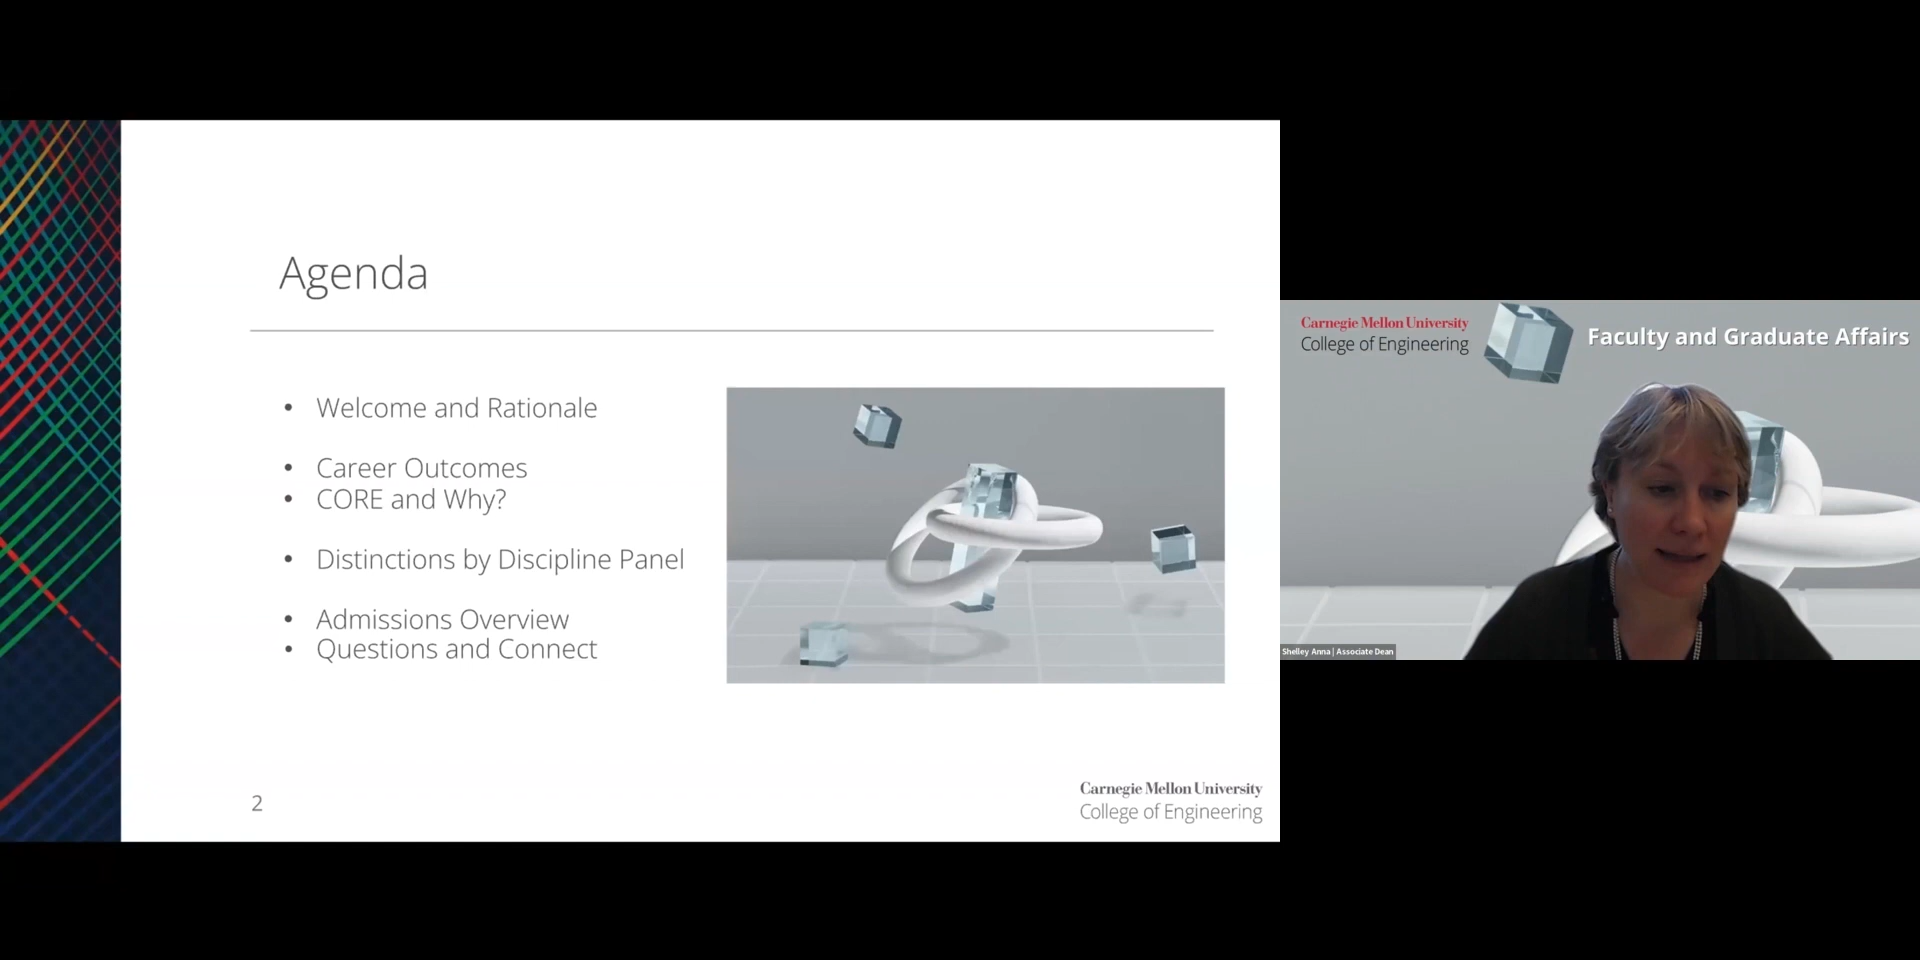 Agenda
• Welcome and Rationale
• Career Outcomes
• CORE and Why?
• Distinctions by Discipline Panel
• Admissions Overview
• Questions and Connect
2
Carnegie Mellon University
College of Engineering
Carnegie Mellon University
College of Engineering
Faculty and Graduate Affairs
Shelley Anna | Associate Dean